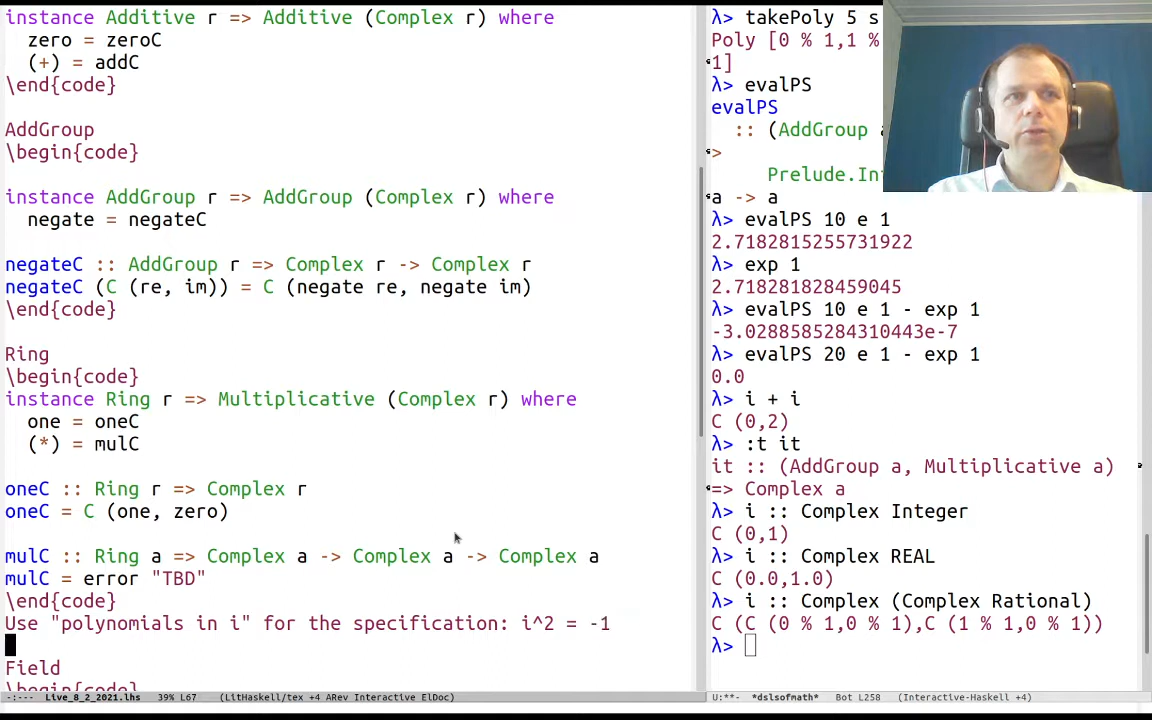 instance Additive r => Additive (Complex r) where
  zero = zeroC
  (+) = addC
\end{code}

AddGroup
\begin{code}

instance AddGroup r => AddGroup (Complex r) where
  negate = negateC

negateC :: AddGroup r => Complex r -> Complex r
negateC (C (re, im)) = C (negate re, negate im)
\end{code}

Ring
\begin{code}
instance Ring r => Multiplicative (Complex r) where
  one = oneC
  (*) = mulC

oneC :: Ring r => Complex r
oneC = C (one, zero)

mulC :: Ring a => Complex a -> Complex a -> Complex a
mulC = error "TBD"
\end{code}
Use "polynomials in i" for the specification: i^2 = -1

Field
\begin{code}
-:--- Live_8_2_2021.lhs 39% L67 (LitHaskell/tex +4 ARev Interactive ElDoc)
λ> takePoly 5 s
Poly [0 % 1,1 %
1]
λ> evalPS
evalPS
  :: (AddGroup
>
     Prelude.In
a -> a
λ> evalPS 10 e 1
2.7182815255731922
λ> exp 1
2.718281828459045
λ> evalPS 10 e 1 - exp 1
-3.0288585284310443e-7
λ> evalPS 20 e 1 - exp 1
0.0
λ> i + i
C (0,2)
λ> :t it
it :: (AddGroup a, Multiplicative a)
=> Complex a
λ> i :: Complex Integer
C (0,1)
λ> i :: Complex REAL
C (0.0,1.0)
λ> i :: Complex (Complex Rational)
C (C (0 % 1,0 % 1),C (1 % 1,0 % 1))
λ>
U:**- *dslsofmath* Bot L258 (Interactive-Haskell +4)